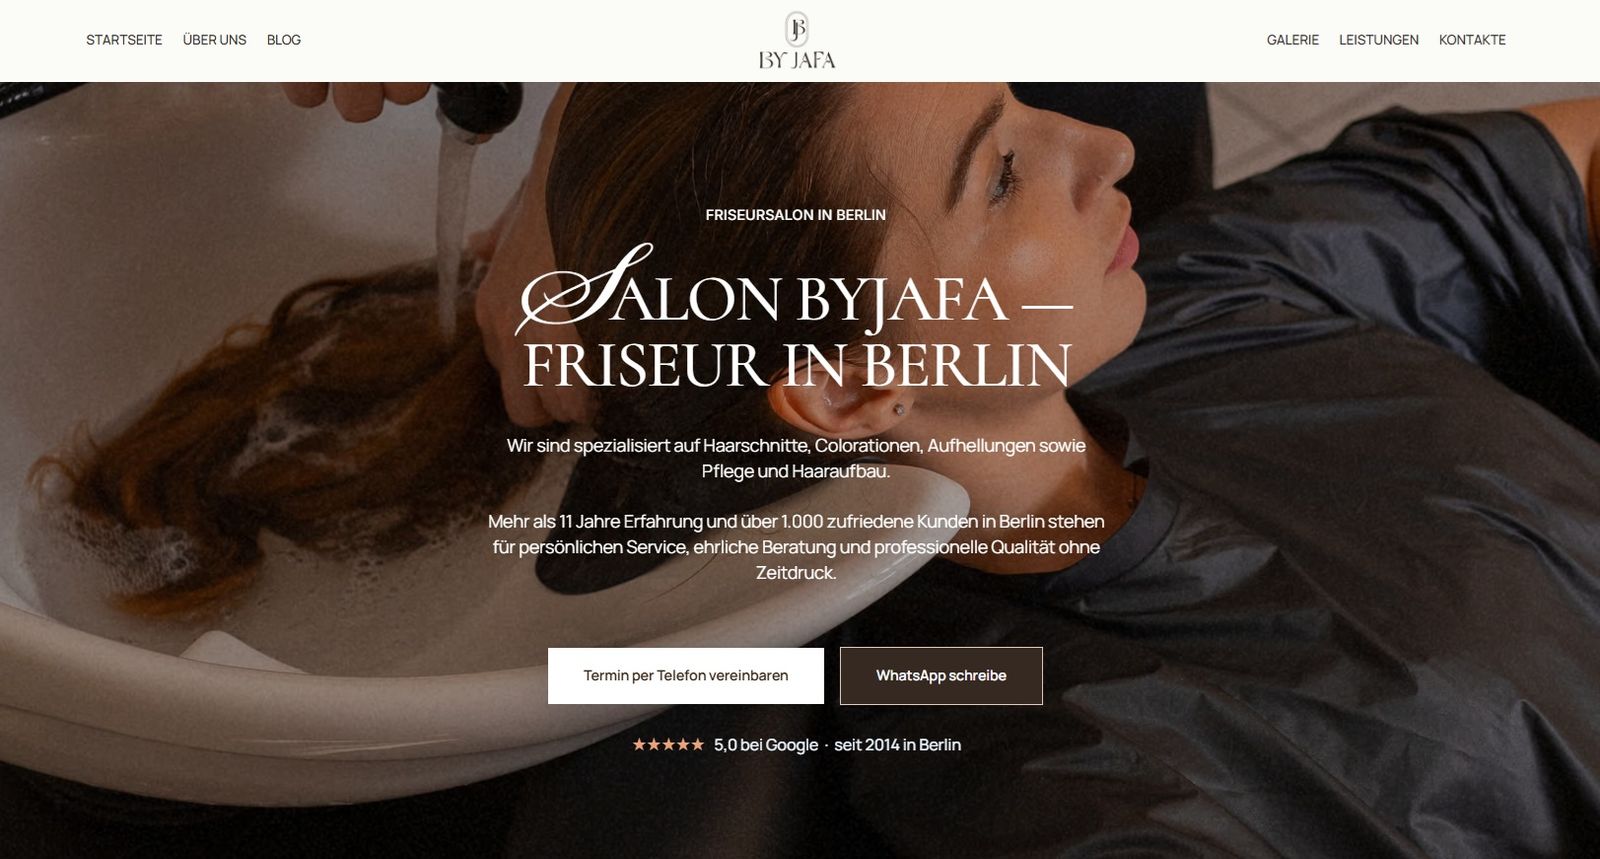 STARTSEITE ÜBER UNS BLOG
JB
BY JAFA
GALERIE LEISTUNGEN KONTAKTE
FRISEURSALON IN BERLIN
SALON BYJAFA —
FRISEUR IN BERLIN
Wir sind spezialisiert auf Haarschnitte, Colorationen, Aufhellungen sowie
Pflege und Haaraufbau.
Mehr als 11 Jahre Erfahrung und über 1.000 zufriedene Kunden in Berlin stehen
für persönlichen Service, ehrliche Beratung und professionelle Qualität ohne
Zeitdruck.
Termin per Telefon vereinbaren
WhatsApp schreibe
★★★★★ 5,0 bei Google · seit 2014 in Berlin